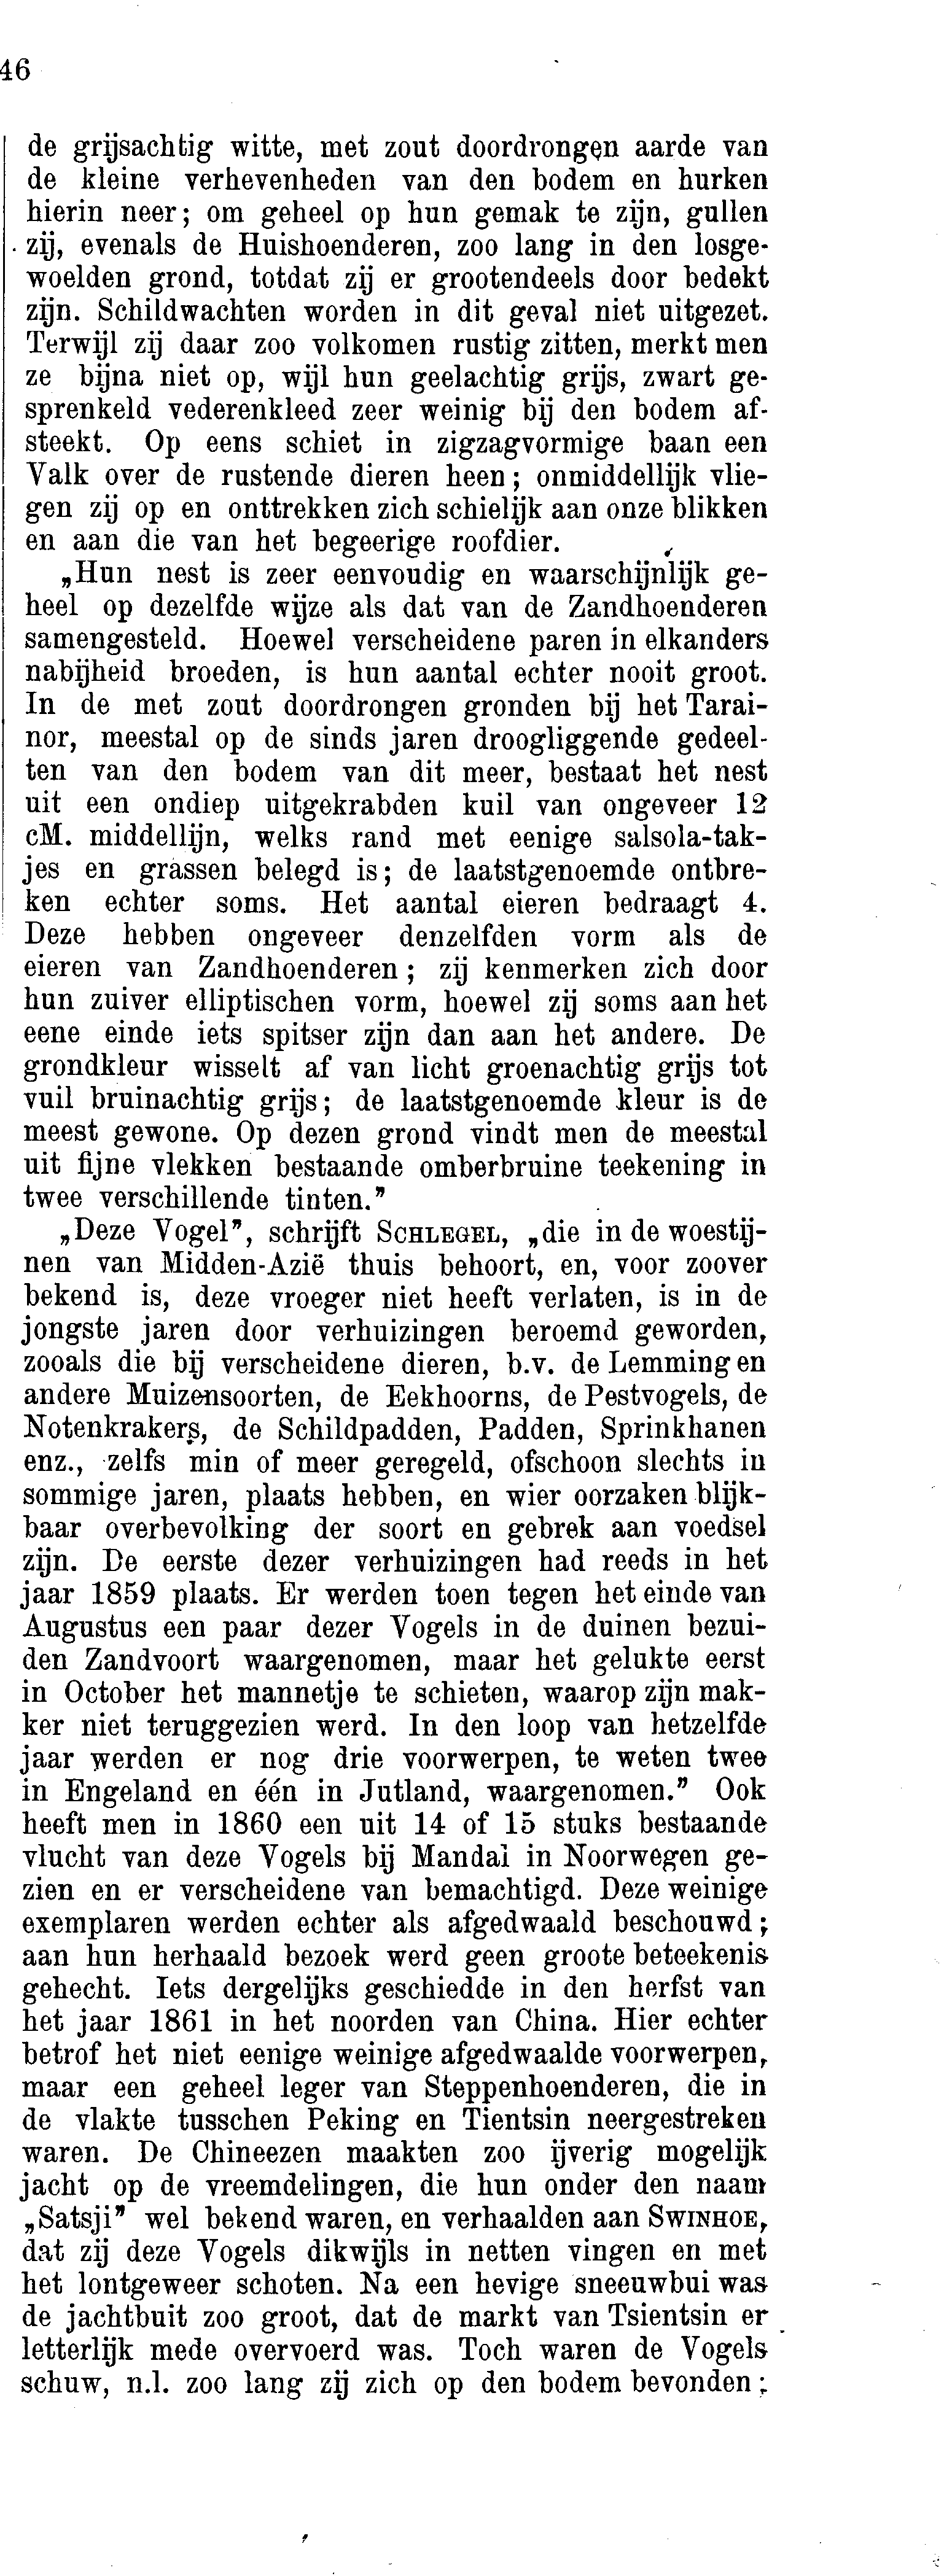 46
de grijsachtig witte, met zout doordrongen aarde van
de kleine verhevenheden van den bodem en hurken
hierin neer; om geheel op hun gemak te zijn, gullen
zij, evenals de Huishoenderen, zoo lang in den losge-
woelden grond, totdat zij er grootendeels door bedekt
zijn. Schildwachten worden in dit geval niet uitgezet.
Terwijl zij daar zoo volkomen rustig zitten, merkt men
ze bijna niet op, wijl hun geelachtig grijs, zwart ge-
sprenkeld vederenkleed zeer weinig bij den bodem af-
steekt. Op eens schiet in zigzagvormige baan een
Valk over de rustende dieren heen; onmiddellijk vlie-
gen zij op en onttrekken zich schielijk aan onze blikken
en aan die van het begeerige roofdier.
„Hun nest is zeer eenvoudig en waarschijnlijk ge-
heel op dezelfde wijze als dat van de Zandhoenderen
samengesteld. Hoewel verscheidene paren in elkanders
nabijheid broeden, is hun aantal echter nooit groot.
In de met zout doordrongen gronden bij het Tarai-
nor, meestal op de sinds jaren droogliggende gedeel-
ten van den bodem van dit meer, bestaat het nest
uit een ondiep uitgekrabden kuil van ongeveer 12
cM. middellijn, welks rand met eenige salsola-tak-
jes en grassen belegd is; de laatstgenoemde ontbre-
ken echter soms. Het aantal eieren bedraagt 4.
Deze hebben ongeveer denzelfden vorm als de
eieren van Zandhoenderen; zij kenmerken zich door
hun zuiver elliptischen vorm, hoewel zij soms aan het
eene einde iets spitser zijn dan aan het andere. De
grondkleur wisselt af van licht groenachtig grijs tot
vuil bruinachtig grijs; de laatstgenoemde kleur is de
meest gewone. Op dezen grond vindt men de meestal
uit fijne vlekken bestaande omberbruine teekening in
twee verschillende tinten.”
„Deze Vogel”, schrijft SCHLEGEL, „die in de woestij-
nen van Midden-Azië thuis behoort, en, voor zoover
bekend is, deze vroeger niet heeft verlaten, is in de
jongste jaren door verhuizingen beroemd geworden,
zooals die bij verscheidene dieren, b.v. de Lemming en
andere Muizensoorten, de Eekhoorns, de Pestvogels, de
Notenkrakers, de Schildpadden, Padden, Sprinkhanen
enz., zelfs min of meer geregeld, ofschoon slechts in
sommige jaren, plaats hebben, en wier oorzaken blijk-
baar overbevolking der soort en gebrek aan voedsel
zijn. De eerste dezer verhuizingen had reeds in het
jaar 1859 plaats. Er werden toen tegen het einde van
Augustus een paar dezer Vogels in de duinen bezui-
den Zandvoort waargenomen, maar het gelukte eerst
in October het mannetje te schieten, waarop zijn mak-
ker niet teruggezien werd. In den loop van hetzelfde
jaar werden er nog drie voorwerpen, te weten twee
in Engeland en één in Jutland, waargenomen.” Ook
heeft men in 1860 een uit 14 of 15 stuks bestaande
vlucht van deze Vogels bij Mandal in Noorwegen ge-
zien en er verscheidene van bemachtigd. Deze weinige
exemplaren werden echter als afgedwaald beschouwd;
aan hun herhaald bezoek werd geen groote beteekenis
gehecht. Iets dergelijks geschiedde in den herfst van
het jaar 1861 in het noorden van China. Hier echter
betrof het niet eenige weinige afgedwaalde voorwerpen,
maar een geheel leger van Steppenhoenderen, die in
de vlakte tusschen Peking en Tientsin neergestreken
waren. De Chineezen maakten zoo ijverig mogelijk
jacht op de vreemdelingen, die hun onder den naam
„Satsji” wel bekend waren, en verhaalden aan SWINHOE,
dat zij deze Vogels dikwijls in netten vingen en met
het lontgeweer schoten. Na een hevige sneeuwbui was
de jachtbuit zoo groot, dat de markt van Tsientsin er
letterlijk mede overvoerd was. Toch waren de Vogels
schuw, n.l. zoo lang zij zich op den bodem bevonden;